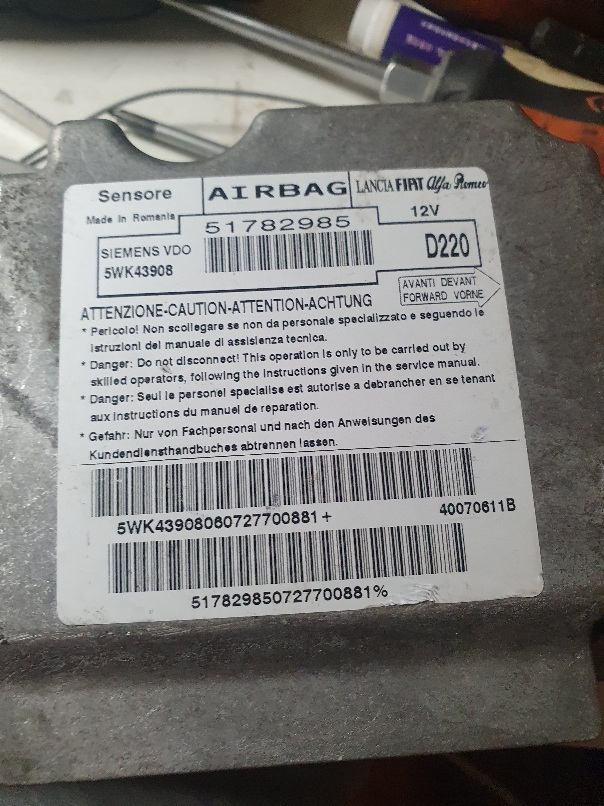 Sensore AIRBAG LANCIA FIAT Alfa Romeo
Made in Romania 51782985 12V
SIEMENS VDO D220
5WK43908
AVANTI DEVANT
FORWARD VORNE
ATTENZIONE-CAUTION-ATTENTION-ACHTUNG
* Pericolo! Non scollegare se non da personale specializzato e seguendo le
istruzioni del manuale di assistenza tecnica.
* Danger: Do not disconnect! This operation is only to be carried out by
skilled operators, following the instructions given in the service manual.
* Danger: Seul le personel specialise est autorise a debrancher en se tenant
aux instructions du manuel de reparation.
* Gefahr: Nur von Fachpersonal und nach den Anweisungen des
Kundendiensthandbuches abtrennen lassen.
5WK43908060727700881+ 40070611B
517829850727700881%